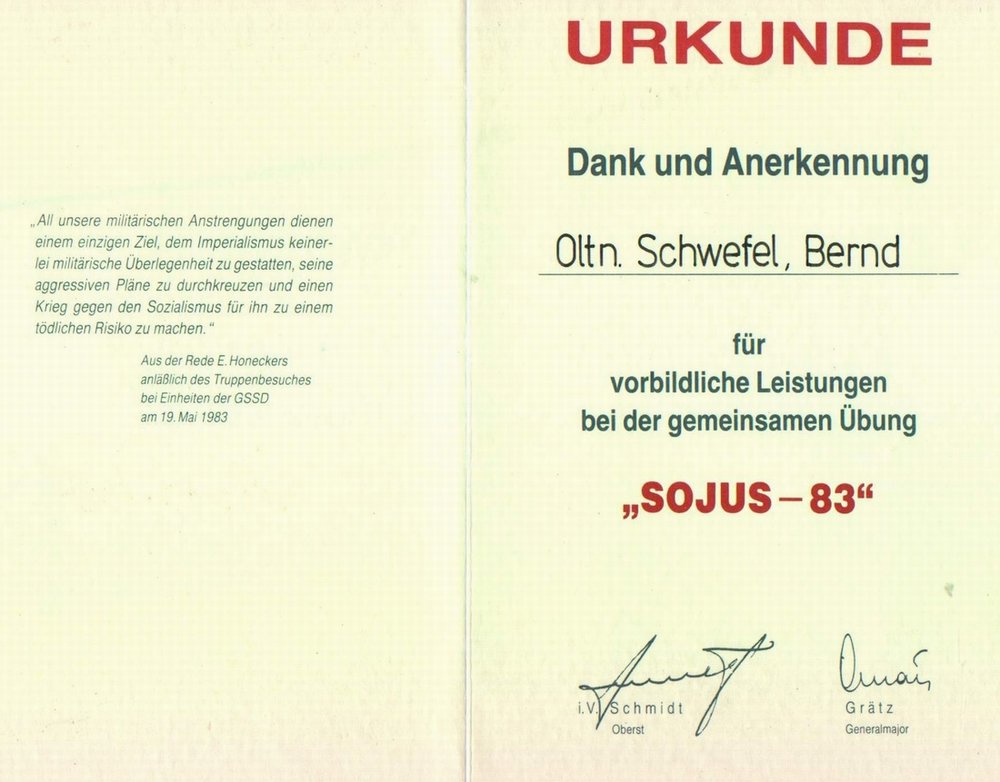 „All unsere militärischen Anstrengungen dienen
einem einzigen Ziel, dem Imperialismus keiner-
lei militärische Überlegenheit zu gestatten, seine
aggressiven Pläne zu durchkreuzen und einen
Krieg gegen den Sozialismus für ihn zu einem
tödlichen Risiko zu machen.“
Aus der Rede E. Honeckers
anläßlich des Truppenbesuches
bei Einheiten der GSSD
am 19. Mai 1983
URKUNDE
Dank und Anerkennung
Oltn. Schwefel, Bernd
für
vorbildliche Leistungen
bei der gemeinsamen Übung
„SOJUS – 83“
i.V. Schmidt
Oberst
Grätz
Generalmajor